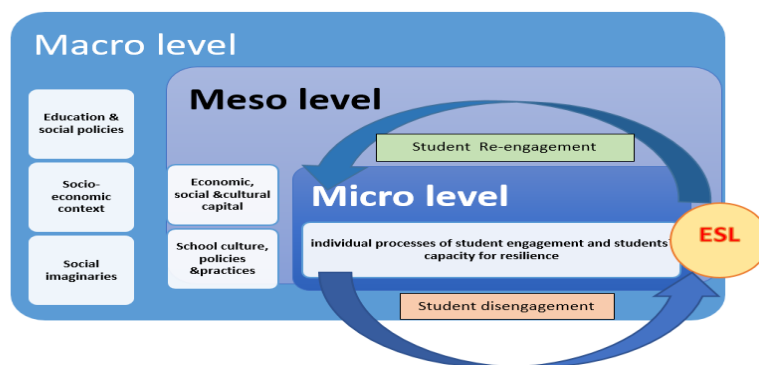 Macro level
Education &
social policies
Socio-
economic
context
Social
imaginaries
Meso level
Economic,
social &cultural
capital
School culture,
policies
&practices
Student Re-engagement
Micro level
individual processes of student engagement and students'
capacity for resilience
ESL
Student disengagement